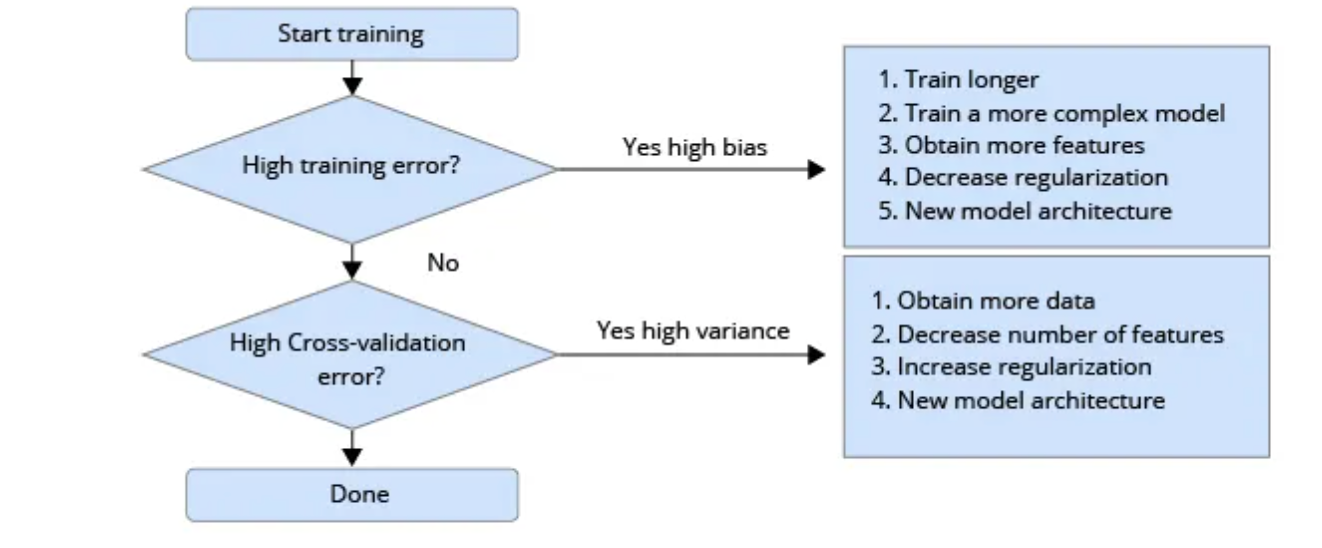 Start training
High training error?
Yes high bias
1. Train longer
2. Train a more complex model
3. Obtain more features
4. Decrease regularization
5. New model architecture
No
High Cross-validation
error?
Yes high variance
1. Obtain more data
2. Decrease number of features
3. Increase regularization
4. New model architecture
Done